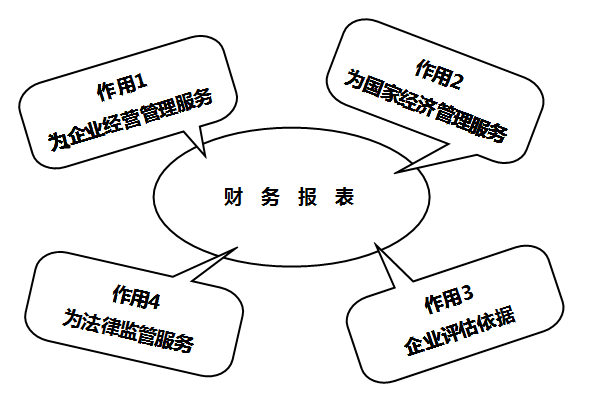 作用1
为企业经营管理服务
作用2
为国家经济管理服务
财务报表
作用4
为法律监管服务
作用3
企业评估依据